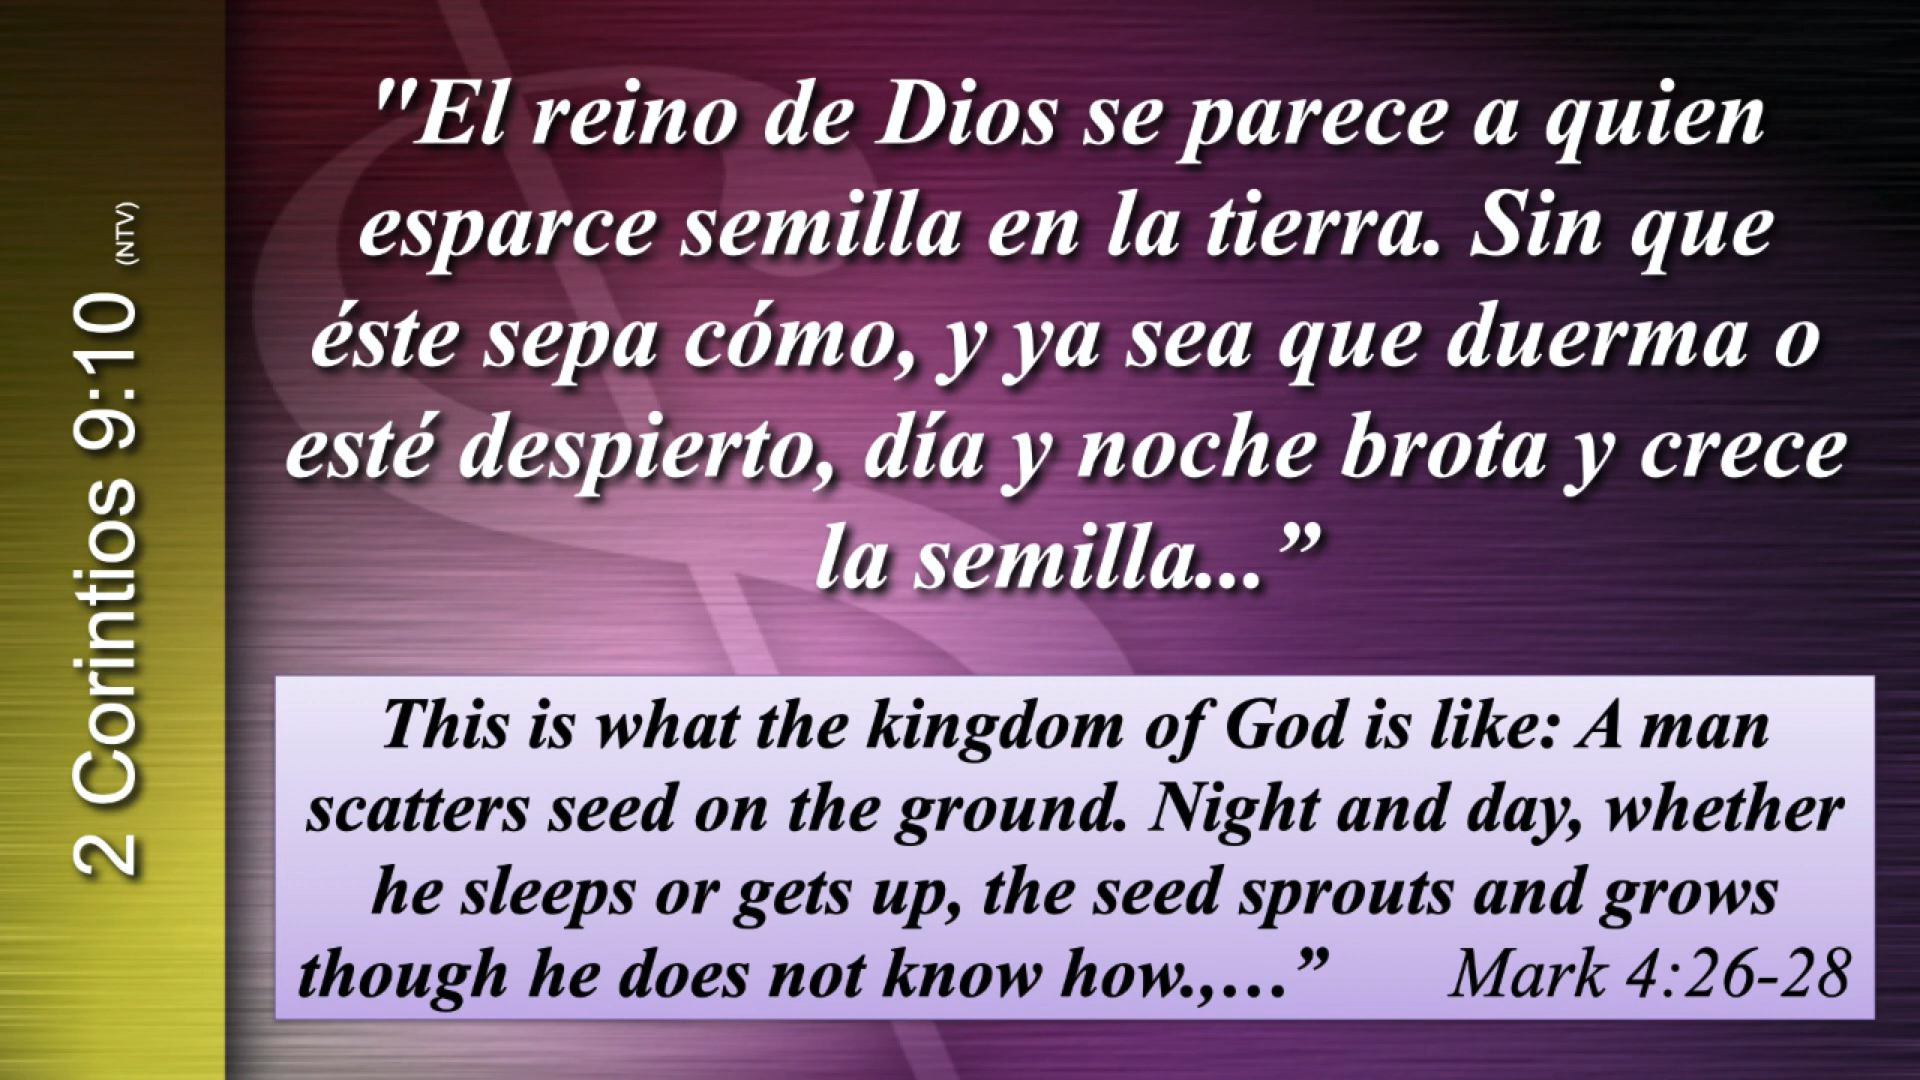 2 Corintios 9:10 (NTV)
"El reino de Dios se parece a quien
esparce semilla en la tierra. Sin que
éste sepa cómo, y ya sea que duerma o
esté despierto, día y noche brota y crece
la semilla...”
This is what the kingdom of God is like: A man
scatters seed on the ground. Night and day, whether
he sleeps or gets up, the seed sprouts and grows
though he does not know how.,…” Mark 4:26-28